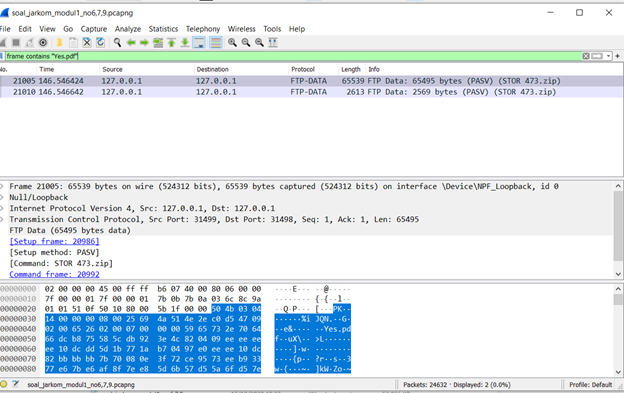 soal_jarkom_modul1_no6,7,9.pcapng
File Edit View Go Capture Analyze Statistics Telephony Wireless Tools Help
frame contains "Yes.pdf"
No. Time Source Destination Protocol Length Info
21005 146.546424 127.0.0.1 127.0.0.1 FTP-DATA 65539 FTP Data: 65495 bytes (PASV) (STOR 473.zip)
21010 146.546642 127.0.0.1 127.0.0.1 FTP-DATA 2613 FTP Data: 2569 bytes (PASV) (STOR 473.zip)
Frame 21005: 65539 bytes on wire (524312 bits), 65539 bytes captured (524312 bits) on interface \Device\NPF_Loopback, id 0
Null/Loopback
Internet Protocol Version 4, Src: 127.0.0.1, Dst: 127.0.0.1
Transmission Control Protocol, Src Port: 31499, Dst Port: 31498, Seq: 1, Ack: 1, Len: 65495
FTP Data (65495 bytes data)
[Setup frame: 20986]
[Setup method: PASV]
[Command: STOR 473.zip]
Command frame: 20992
00000000 02 00 00 00 45 00 ff ff b6 07 40 00 80 06 00 00 ····E··· ··@·····
00000010 7f 00 00 01 7f 00 00 01 7b 0b 7b 0a 03 6c 8c 9a ········ {·{··l··
00000020 01 01 51 0f 50 10 80 00 5b 1f 00 00 50 4b 03 04 ··Q·P··· [···PK··
00000030 14 00 00 00 08 00 25 69 4a 51 4e 2e c0 d5 47 09 ······%i JQN.··G·
00000040 02 00 65 26 02 00 07 00 00 00 59 65 73 2e 70 64 ··e&···· ··Yes.pd
00000050 66 dc b8 75 58 5c db 92 3e 4c 82 04 09 ee ee ee f··uX\·· >L······
00000060 ee 10 dc dd 5d 1b 77 1a b7 04 97 e0 ee ee 10 dc ····]·w· ········
00000070 82 bb bb bb 7b 70 08 0e 3f 72 ce 95 73 ee b9 33 ····{p·· ?r··s··3
00000080 77 e6 7b e6 af 8f 7e e8 5d 6b 57 d5 5a 6f d5 7e w·{···~· ]kW·Zo·~
soal_jarkom_modul1_no6,7,9.pcapng Packets: 24632 · Displayed: 2 (0.0%) Profile: Default